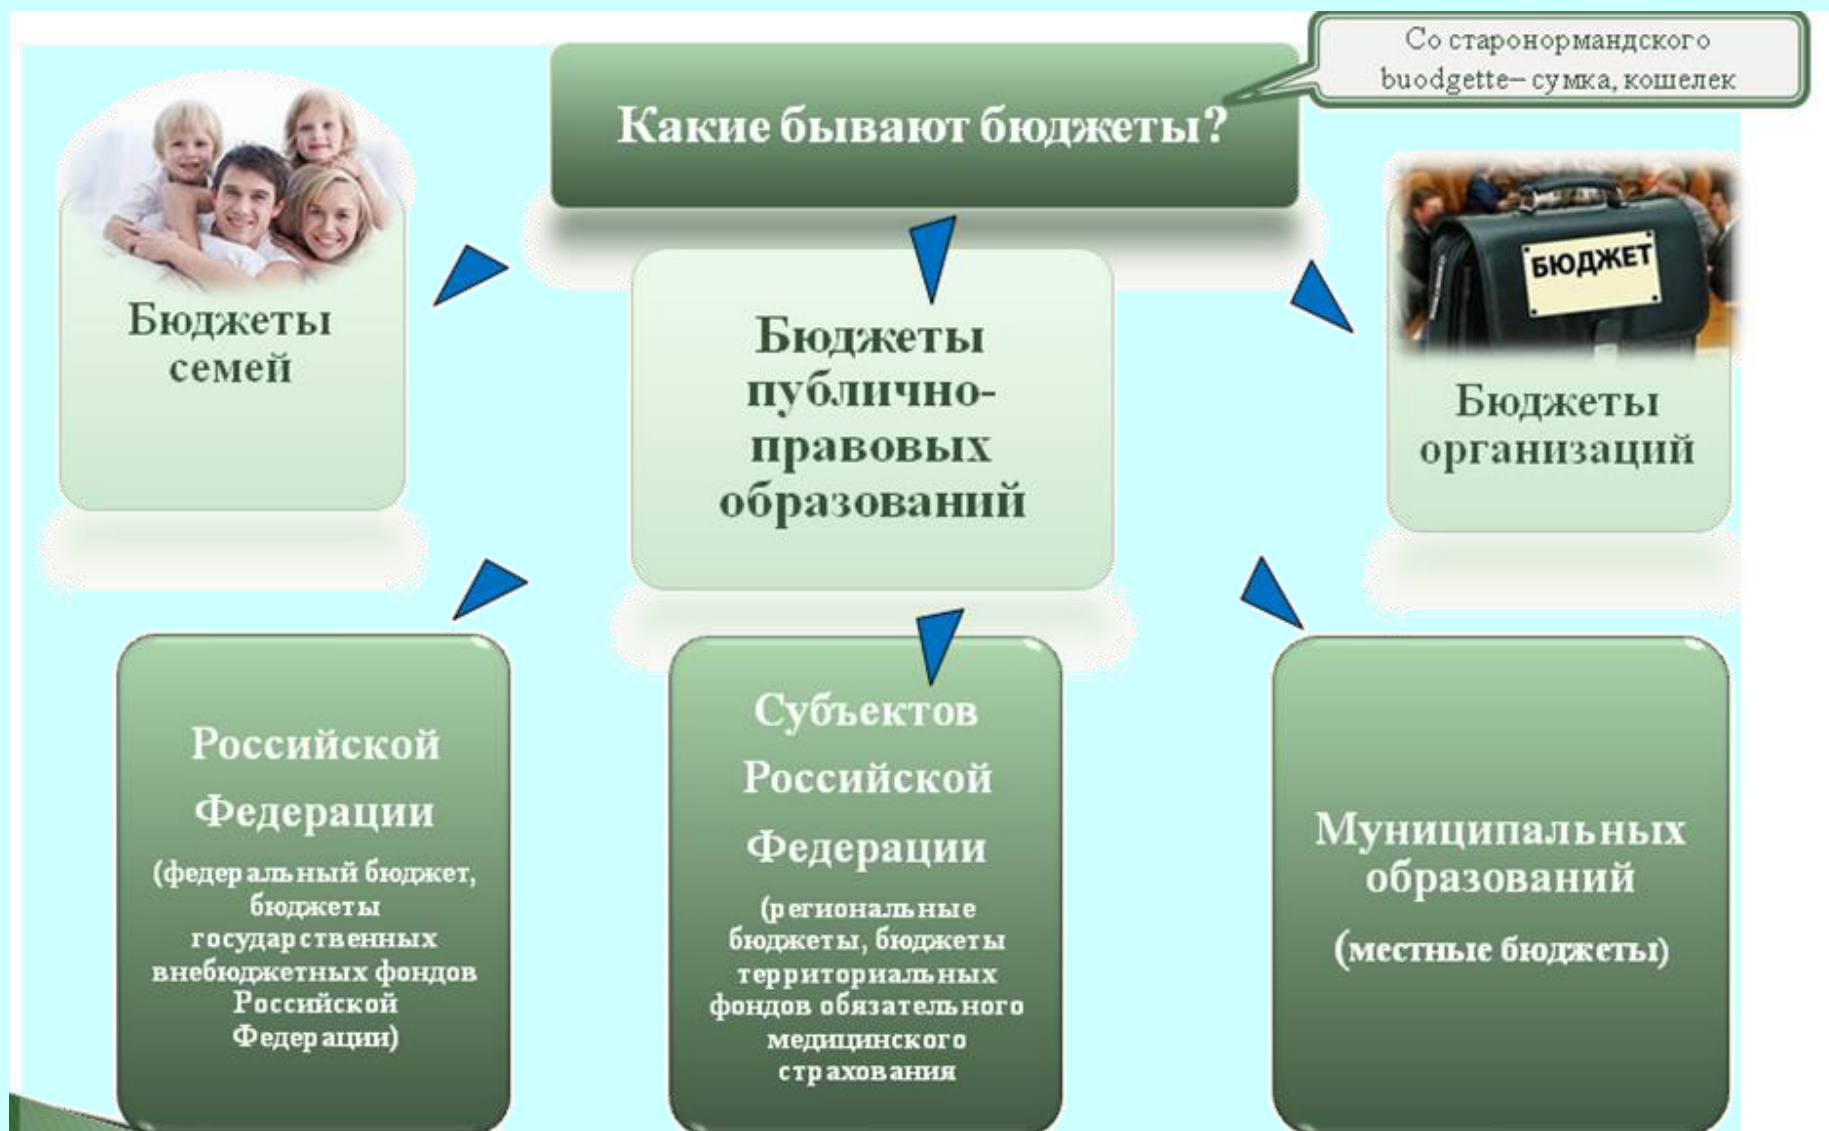 Со старонормандского
buodgette– сумка, кошелек
Какие бывают бюджеты?
Бюджеты
семей
Бюджеты
публично-
правовых
образований
БЮДЖЕТ
Бюджеты
организаций
Российской
Федерации
(федеральный бюджет,
бюджеты
государственных
внебюджетных фондов
Российской
Федерации)
Субъектов
Российской
Федерации
(региональные
бюджеты, бюджеты
территориальных
фондов обязательного
медицинского
страхования
Муниципальных
образований
(местные бюджеты)